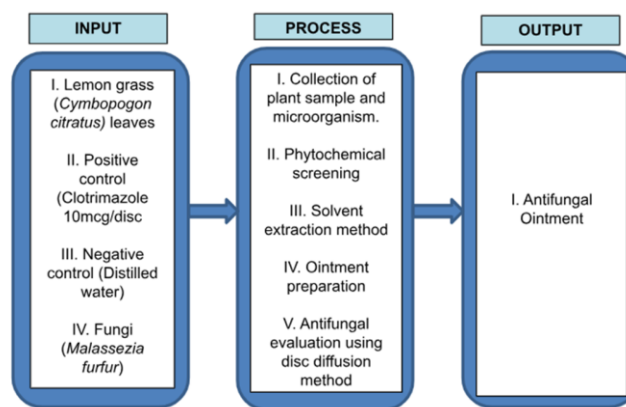 INPUT
I. Lemon grass
(Cymbopogon
citratus) leaves
II. Positive
control
(Clotrimazole
10mcg/disc
III. Negative
control (Distilled
water)
IV. Fungi
(Malassezia
furfur)
PROCESS
I. Collection of
plant sample and
microorganism.
II. Phytochemical
screening
III. Solvent
extraction method
IV. Ointment
preparation
V. Antifungal
evaluation using
disc diffusion
method
OUTPUT
I. Antifungal
Ointment